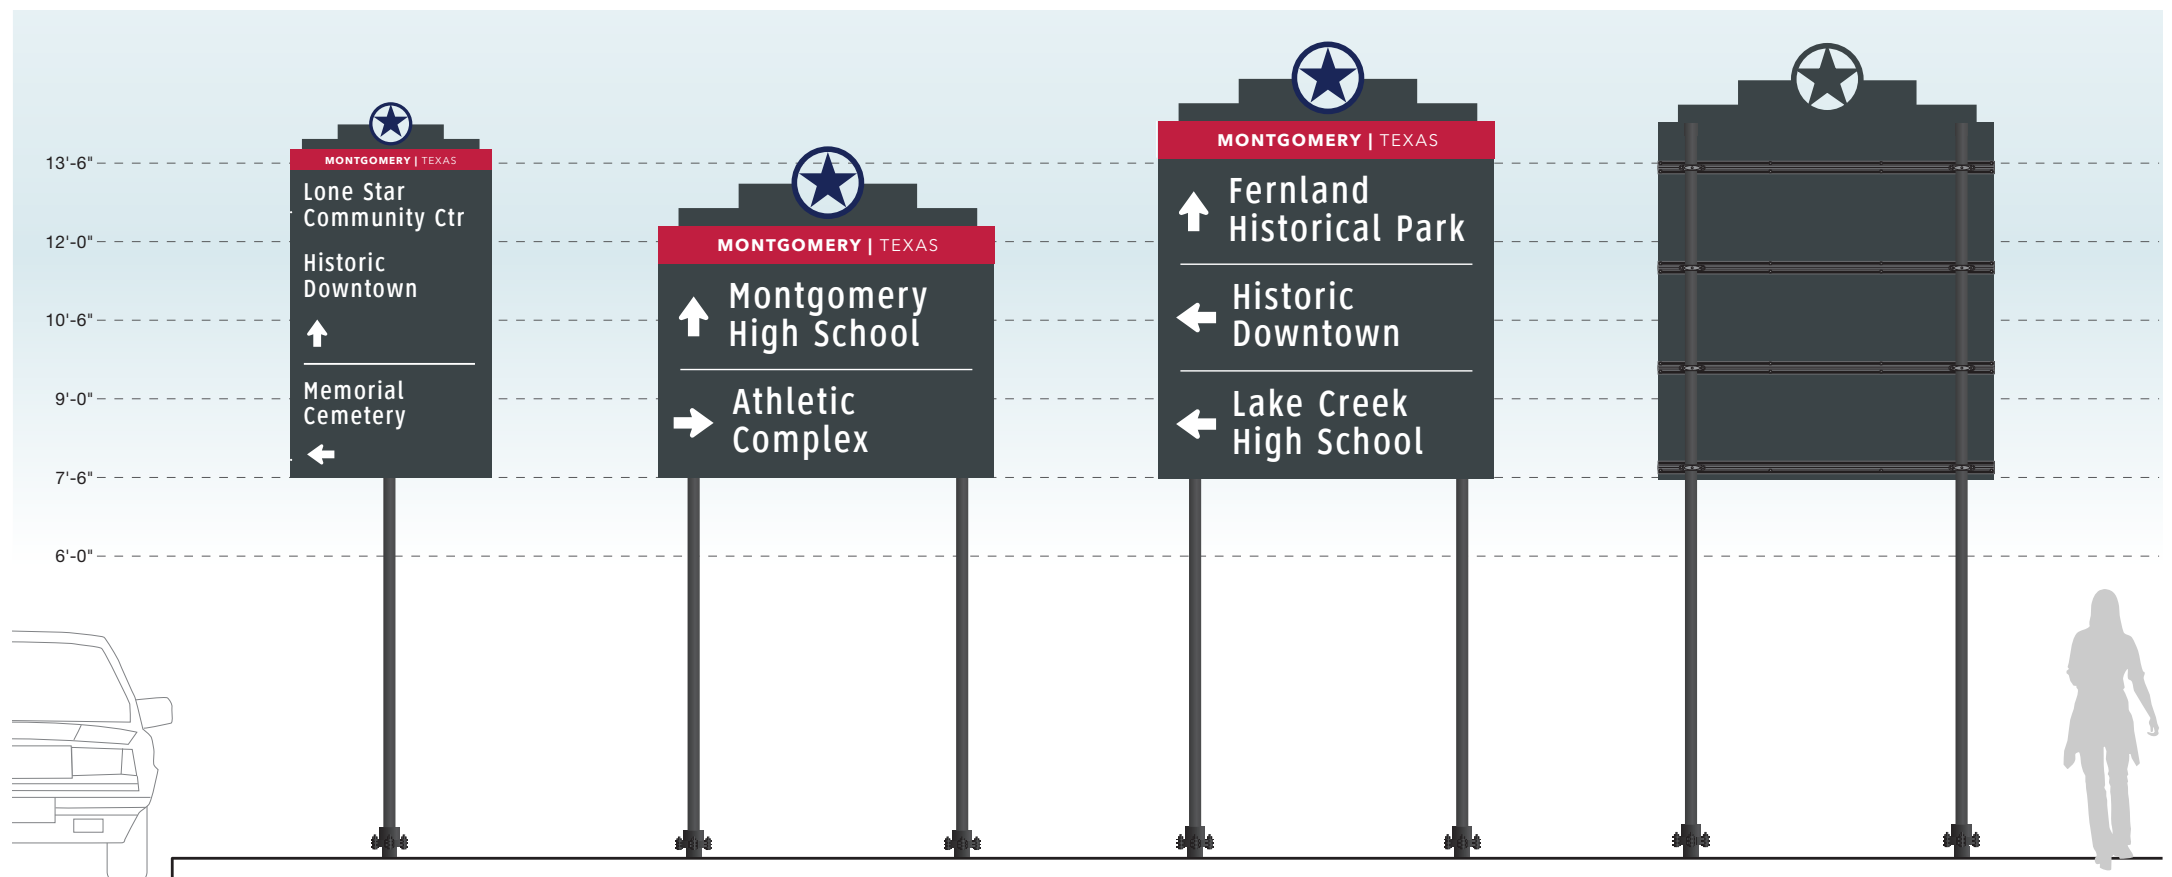 13'-6"
12'-0"
10'-6"
9'-0"
7'-6"
6'-0"
MONTGOMERY | TEXAS
Lone Star
Community Ctr
Historic
Downtown
Memorial
Cemetery
MONTGOMERY | TEXAS
Montgomery
High School
Athletic
Complex
MONTGOMERY | TEXAS
Fernland
Historical Park
Historic
Downtown
Lake Creek
High School